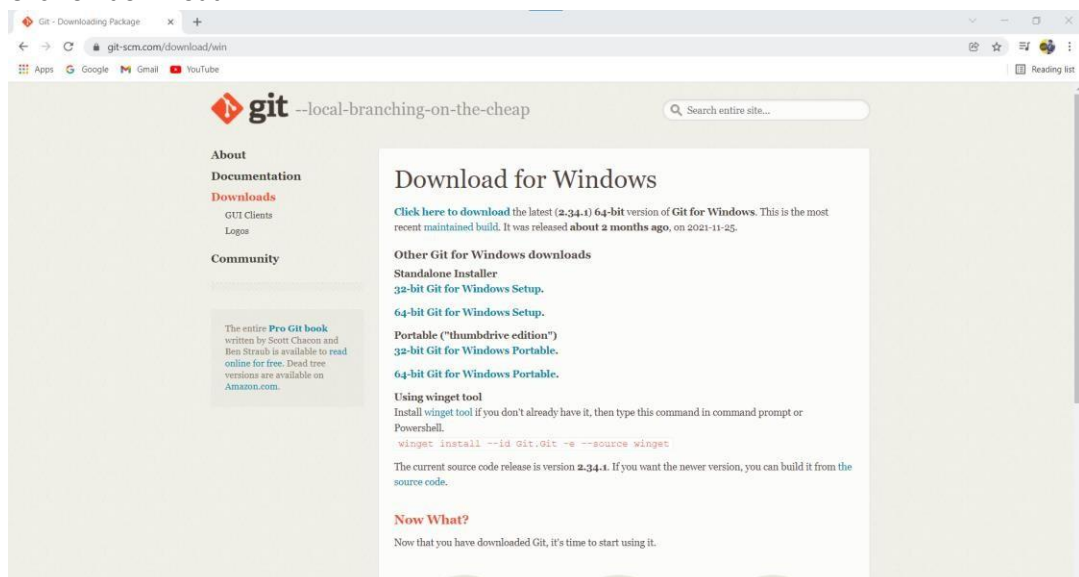 Git - Downloading Package
git-scm.com/download/win
Apps Google Gmail YouTube
Reading list
git --local-branching-on-the-cheap
Search entire site...
About
Documentation
Downloads
GUI Clients
Logos
Community
The entire Pro Git book
written by Scott Chacon and
Ben Straub is available to read
online for free. Dead tree
versions are available on
Amazon.com.
Download for Windows
Click here to download the latest (2.34.1) 64-bit version of Git for Windows. This is the most
recent maintained build. It was released about 2 months ago, on 2021-11-25.
Other Git for Windows downloads
Standalone Installer
32-bit Git for Windows Setup.
64-bit Git for Windows Setup.
Portable ("thumbdrive edition")
32-bit Git for Windows Portable.
64-bit Git for Windows Portable.
Using winget tool
Install winget tool if you don't already have it, then type this command in command prompt or
Powershell.
winget install --id Git.Git -e --source winget
The current source code release is version 2.34.1. If you want the newer version, you can build it from the
source code.
Now What?
Now that you have downloaded Git, it's time to start using it.